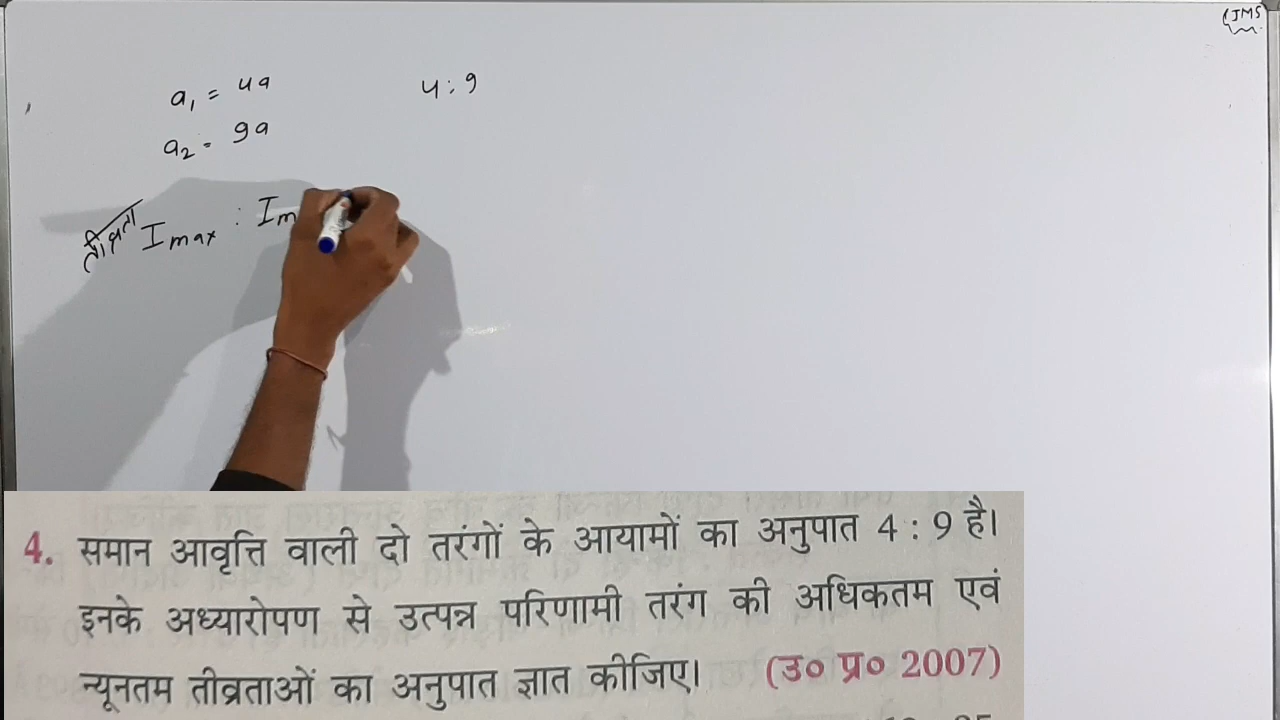 (JMS
a₁ = 4a
4 : 9
a₂ = 9a
तीव्रता Imax : Im
4. समान आवृत्ति वाली दो तरंगों के आयामों का अनुपात 4 : 9 है।
इनके अध्यारोपण से उत्पन्न परिणामी तरंग की अधिकतम एवं
न्यूनतम तीव्रताओं का अनुपात ज्ञात कीजिए। (उ० प्र० 2007)